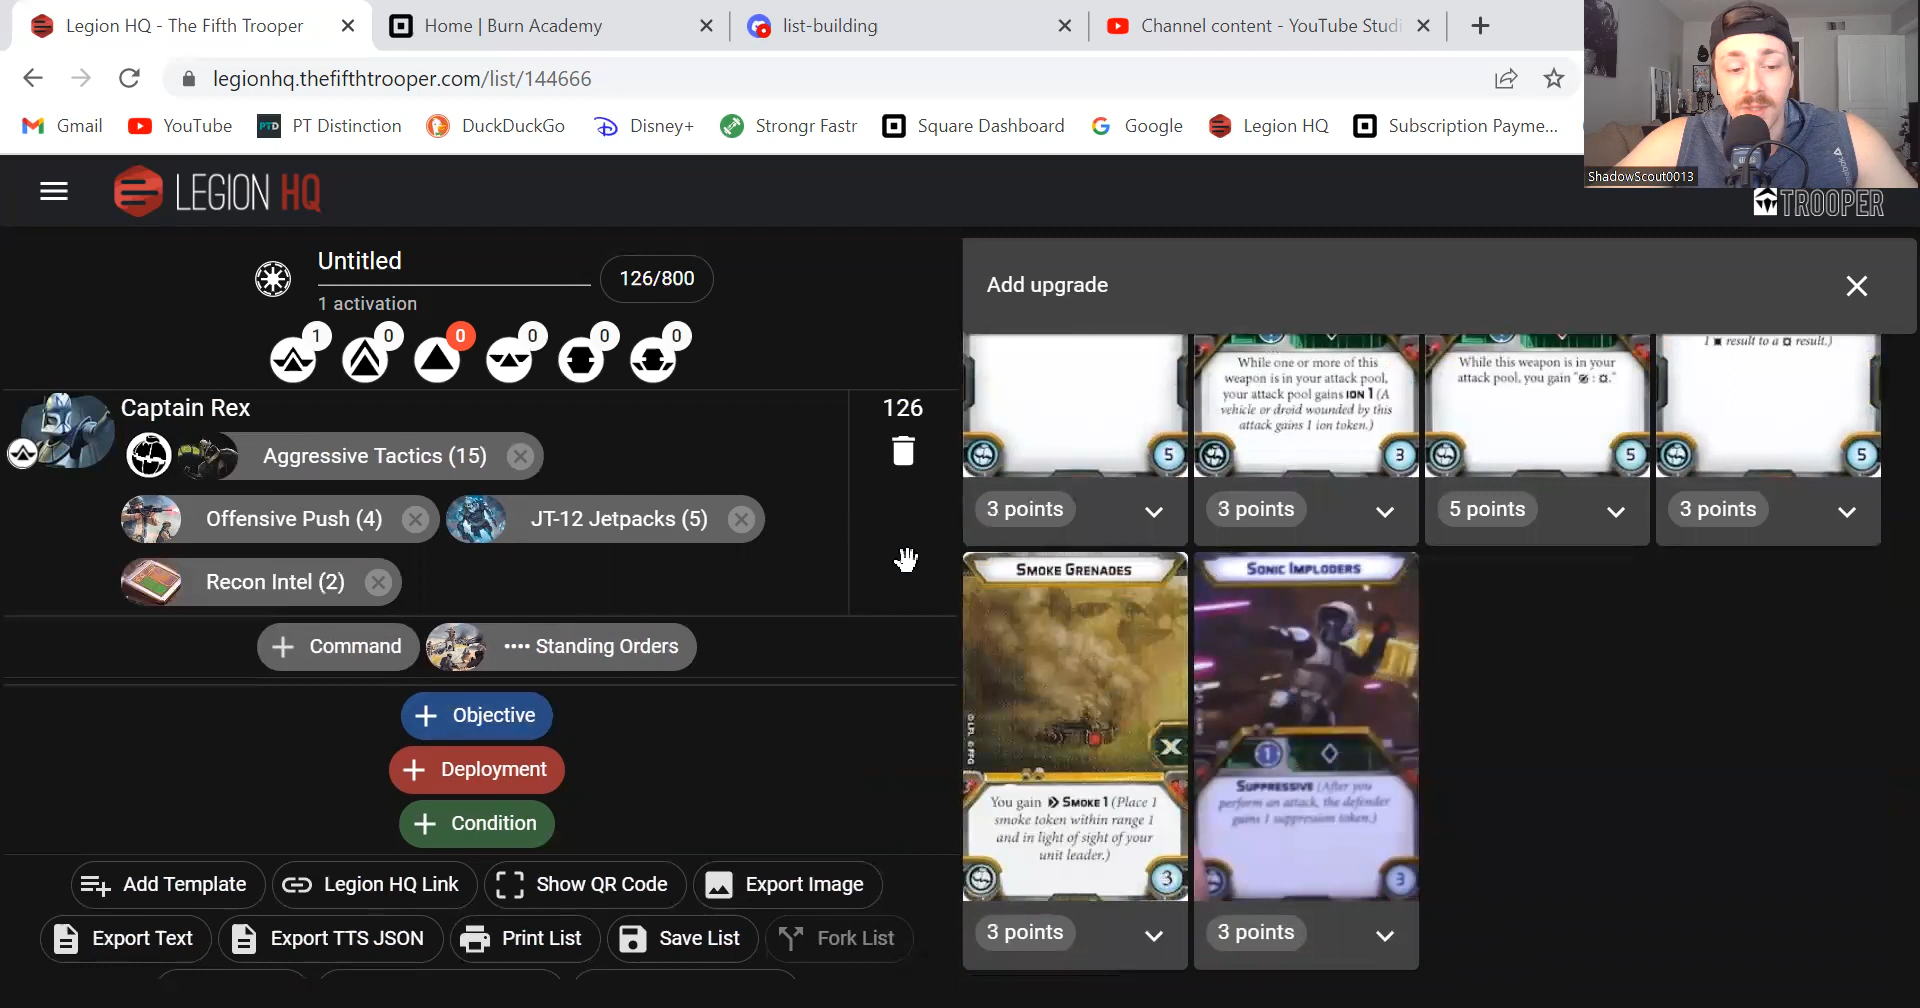 Legion HQ - The Fifth Trooper
Home | Burn Academy
list-building
Channel content - YouTube Studi
legionhq.thefifthtrooper.com/list/144666
Gmail
YouTube
PTD
PT Distinction
DuckDuckGo
Disney+
Strongr Fastr
Square Dashboard
Google
Legion HQ
Subscription Payme...
ShadowScout0013
LEGION HQ
TROOPER
Untitled
126/800
1 activation
1
0
0
0
0
0
Captain Rex
126
Aggressive Tactics (15)
Offensive Push (4)
JT-12 Jetpacks (5)
Recon Intel (2)
Command
•••• Standing Orders
Objective
Deployment
Condition
Add Template
Legion HQ Link
Show QR Code
Export Image
Export Text
Export TTS JSON
Print List
Save List
Fork List
Add upgrade
5
3 points
While one or more of this
weapon is in your attack pool,
your attack pool gains ION 1 (A
vehicle or droid wounded by this
attack gains 1 ion token.)
3
3 points
While this weapon is in your
attack pool, you gain
5
5 points
result to a result.)
5
3 points
SMOKE GRENADES
You gain SMOKE 1 (Place 1
smoke token within range 1
and in light of sight of your
unit leader.)
3
3 points
SONIC IMPLODERS
1
SUPPRESSIVE (After you
perform an attack, the defender
gains 1 suppression token.)
3
3 points